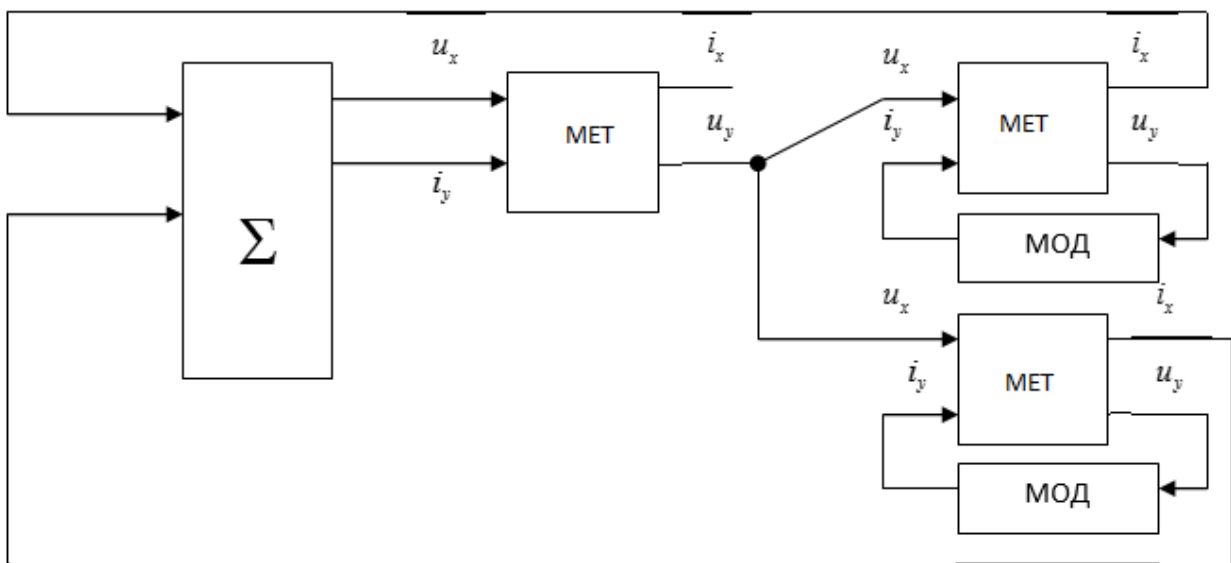 u_x i_x u_x i_x
МЕТ МЕТ
u_y i_y u_y
i_y
Σ
МОД
u_x i_x
МЕТ
i_y u_y
МОД